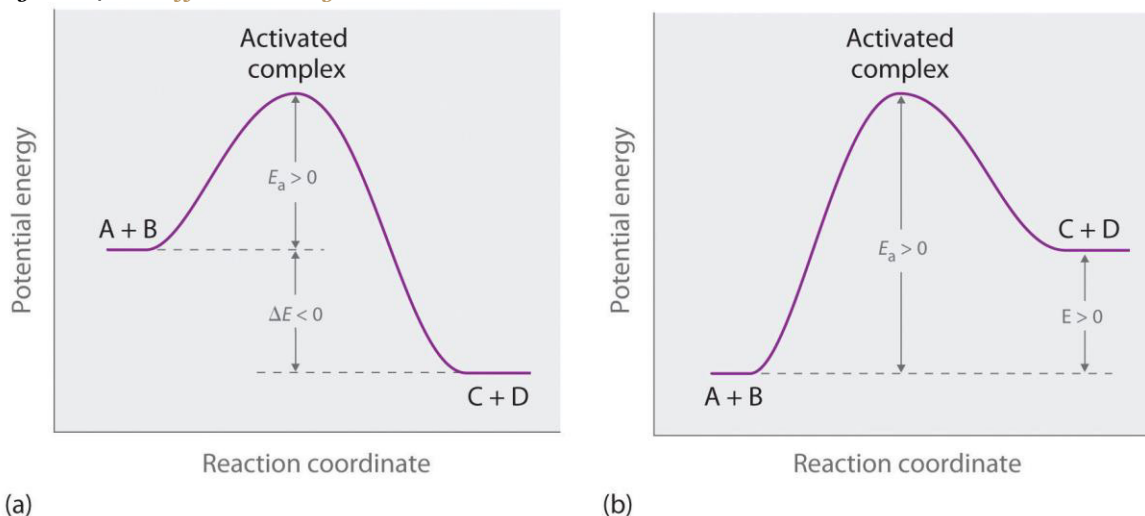 Activated
complex
Potential energy
A + B
Eₐ > 0
ΔE < 0
C + D
Reaction coordinate
(a)
Activated
complex
Potential energy
C + D
Eₐ > 0
E > 0
A + B
Reaction coordinate
(b)